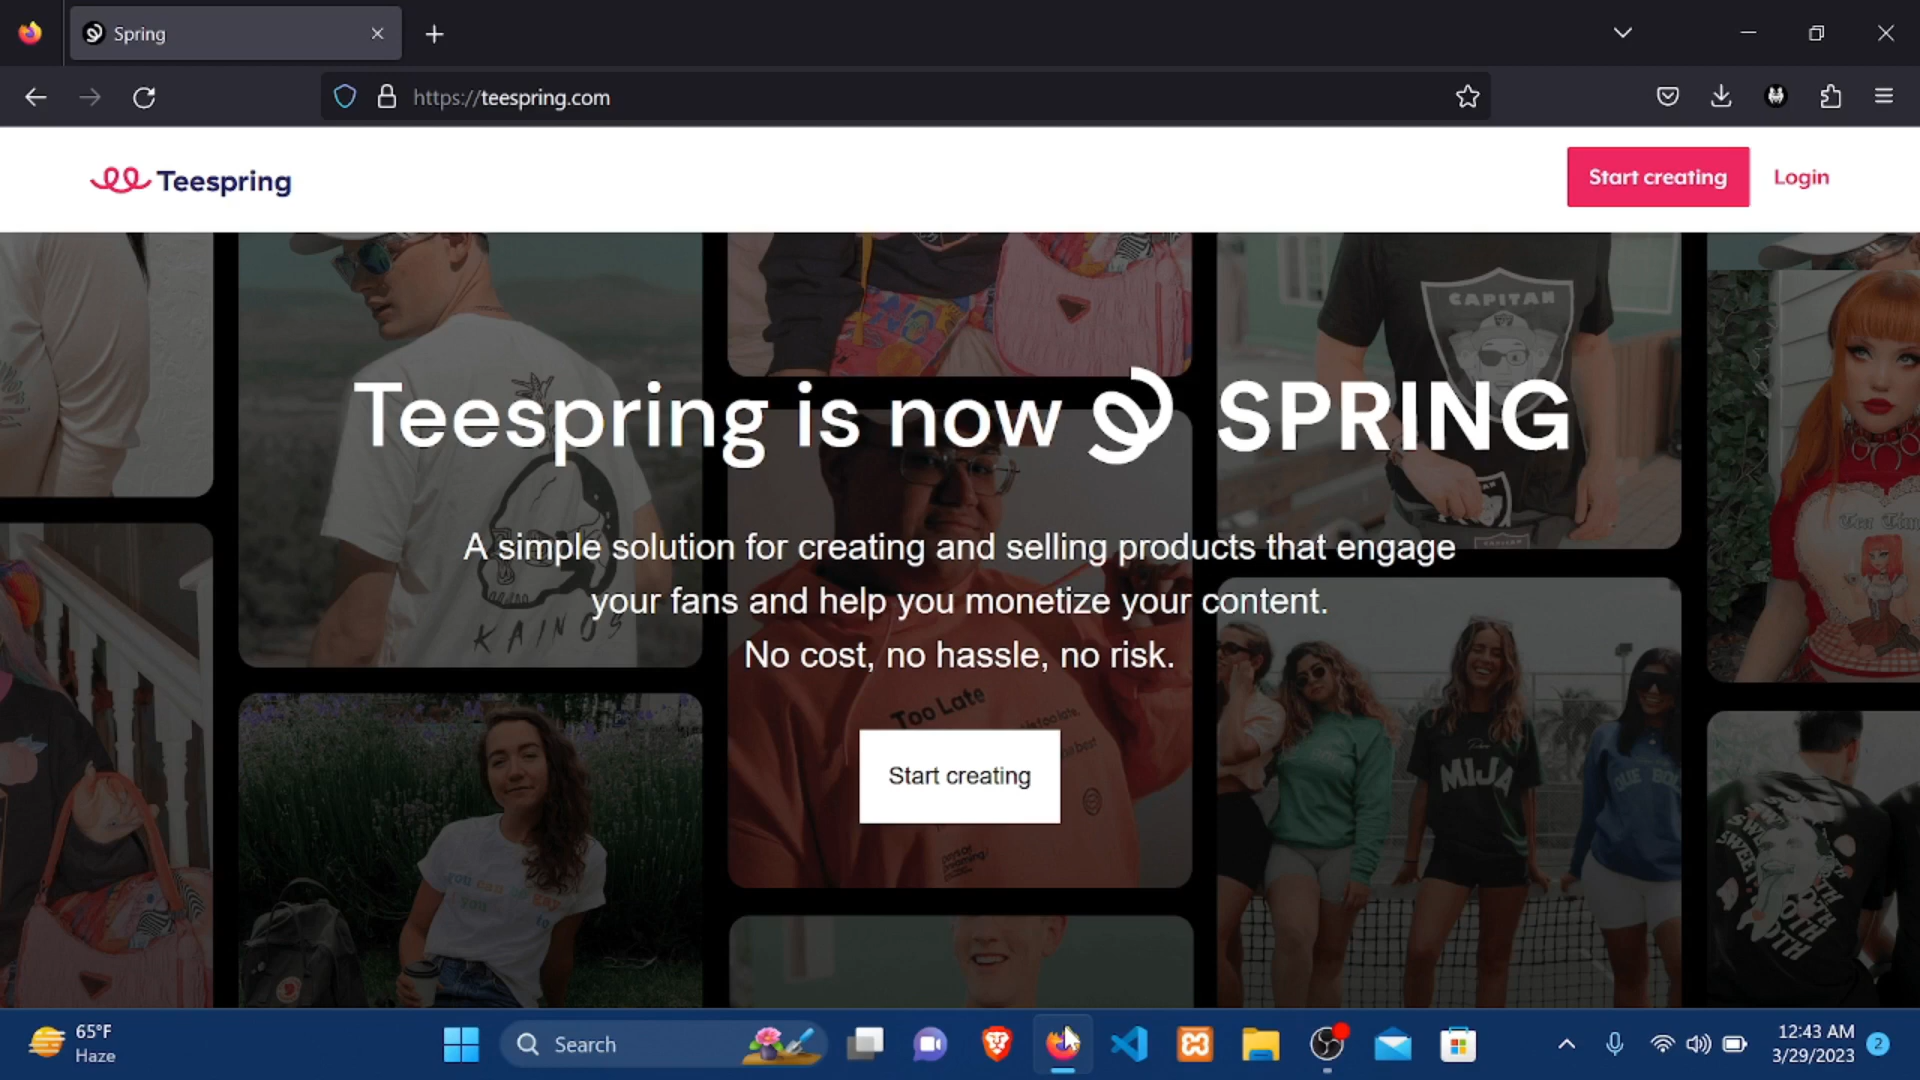 Spring
https://teespring.com
Teespring
Start creating
Login
CAPITAN
Teespring is now SPRING
A simple solution for creating and selling products that engage
your fans and help you monetize your content.
No cost, no hassle, no risk.
KAINOS
Too Late
Start creating
MIJA
65°F
Haze
Search
12:43 AM
3/29/2023
2